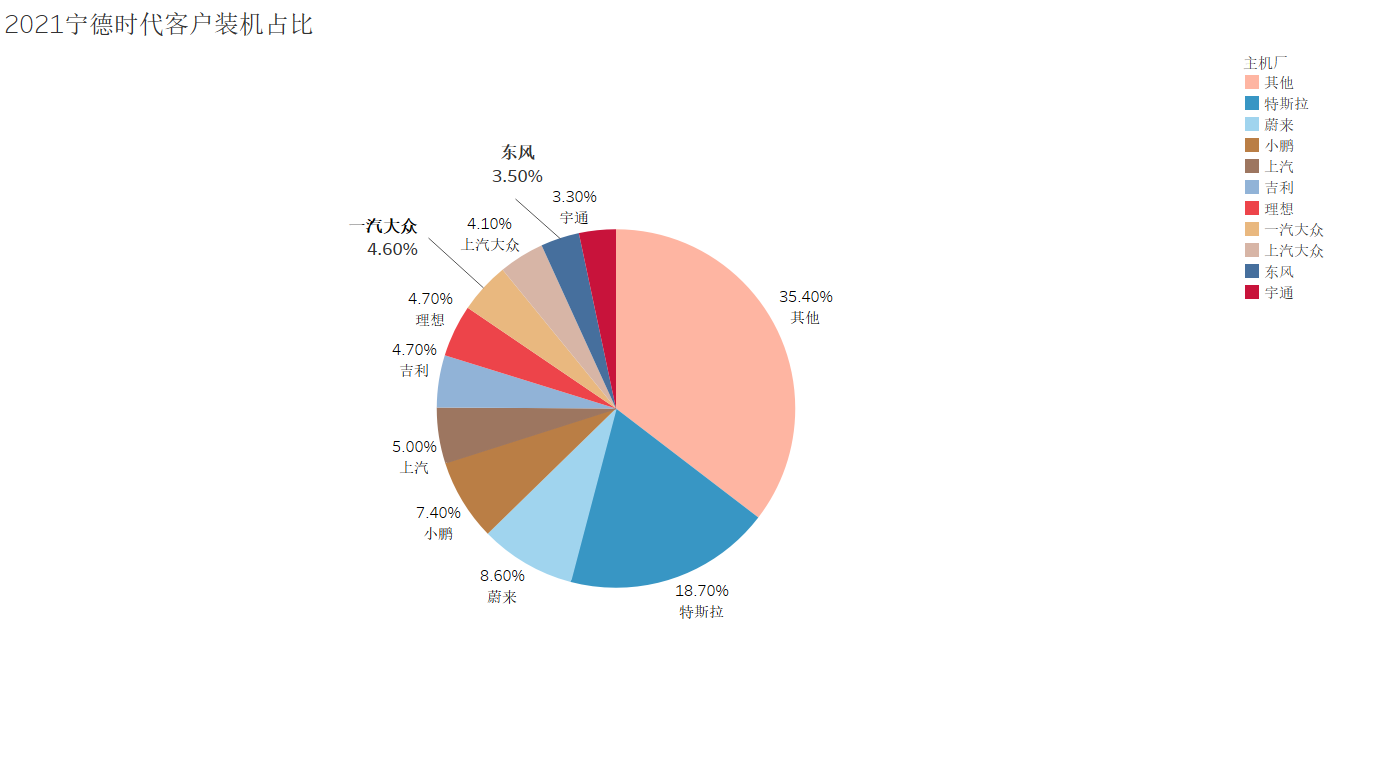 2021宁德时代客户装机占比
主机厂
其他
特斯拉
蔚来
小鹏
上汽
吉利
理想
一汽大众
上汽大众
东风
宇通
东风
3.50%
3.30%
宇通
4.10%
上汽大众
一汽大众
4.60%
4.70%
理想
4.70%
吉利
5.00%
上汽
7.40%
小鹏
8.60%
蔚来
18.70%
特斯拉
35.40%
其他